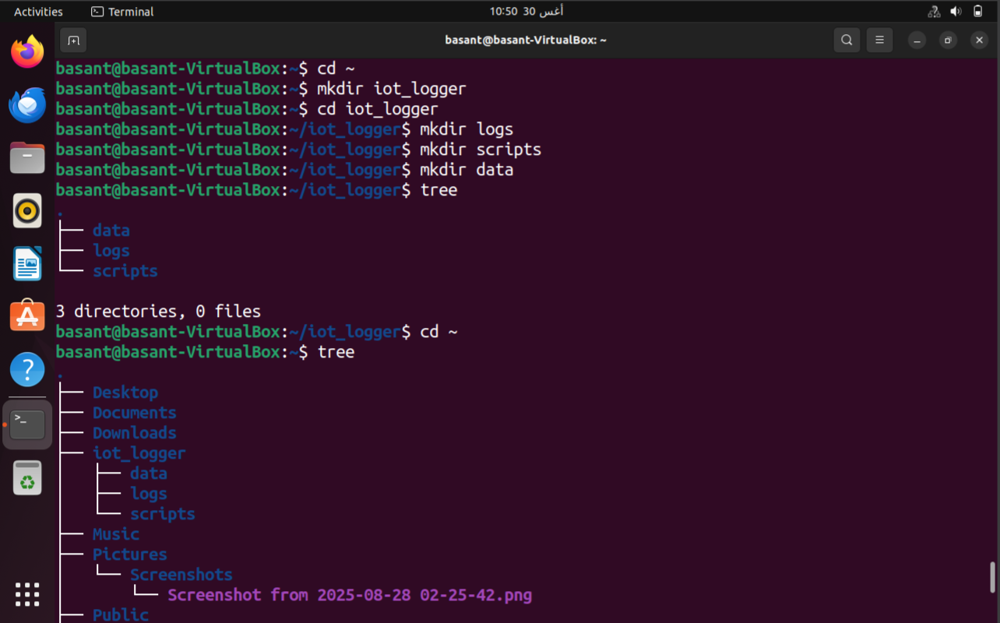 Activities
Terminal
10:50 30 أغس
basant@basant-VirtualBox: ~
basant@basant-VirtualBox:~$ cd ~
basant@basant-VirtualBox:~$ mkdir iot_logger
basant@basant-VirtualBox:~$ cd iot_logger
basant@basant-VirtualBox:~/iot_logger$ mkdir logs
basant@basant-VirtualBox:~/iot_logger$ mkdir scripts
basant@basant-VirtualBox:~/iot_logger$ mkdir data
basant@basant-VirtualBox:~/iot_logger$ tree
.
├── data
├── logs
└── scripts
3 directories, 0 files
basant@basant-VirtualBox:~/iot_logger$ cd ~
basant@basant-VirtualBox:~$ tree
.
├── Desktop
├── Documents
├── Downloads
├── iot_logger
│   ├── data
│   ├── logs
│   └── scripts
├── Music
├── Pictures
│   └── Screenshots
│       └── Screenshot from 2025-08-28 02-25-42.png
├── Public